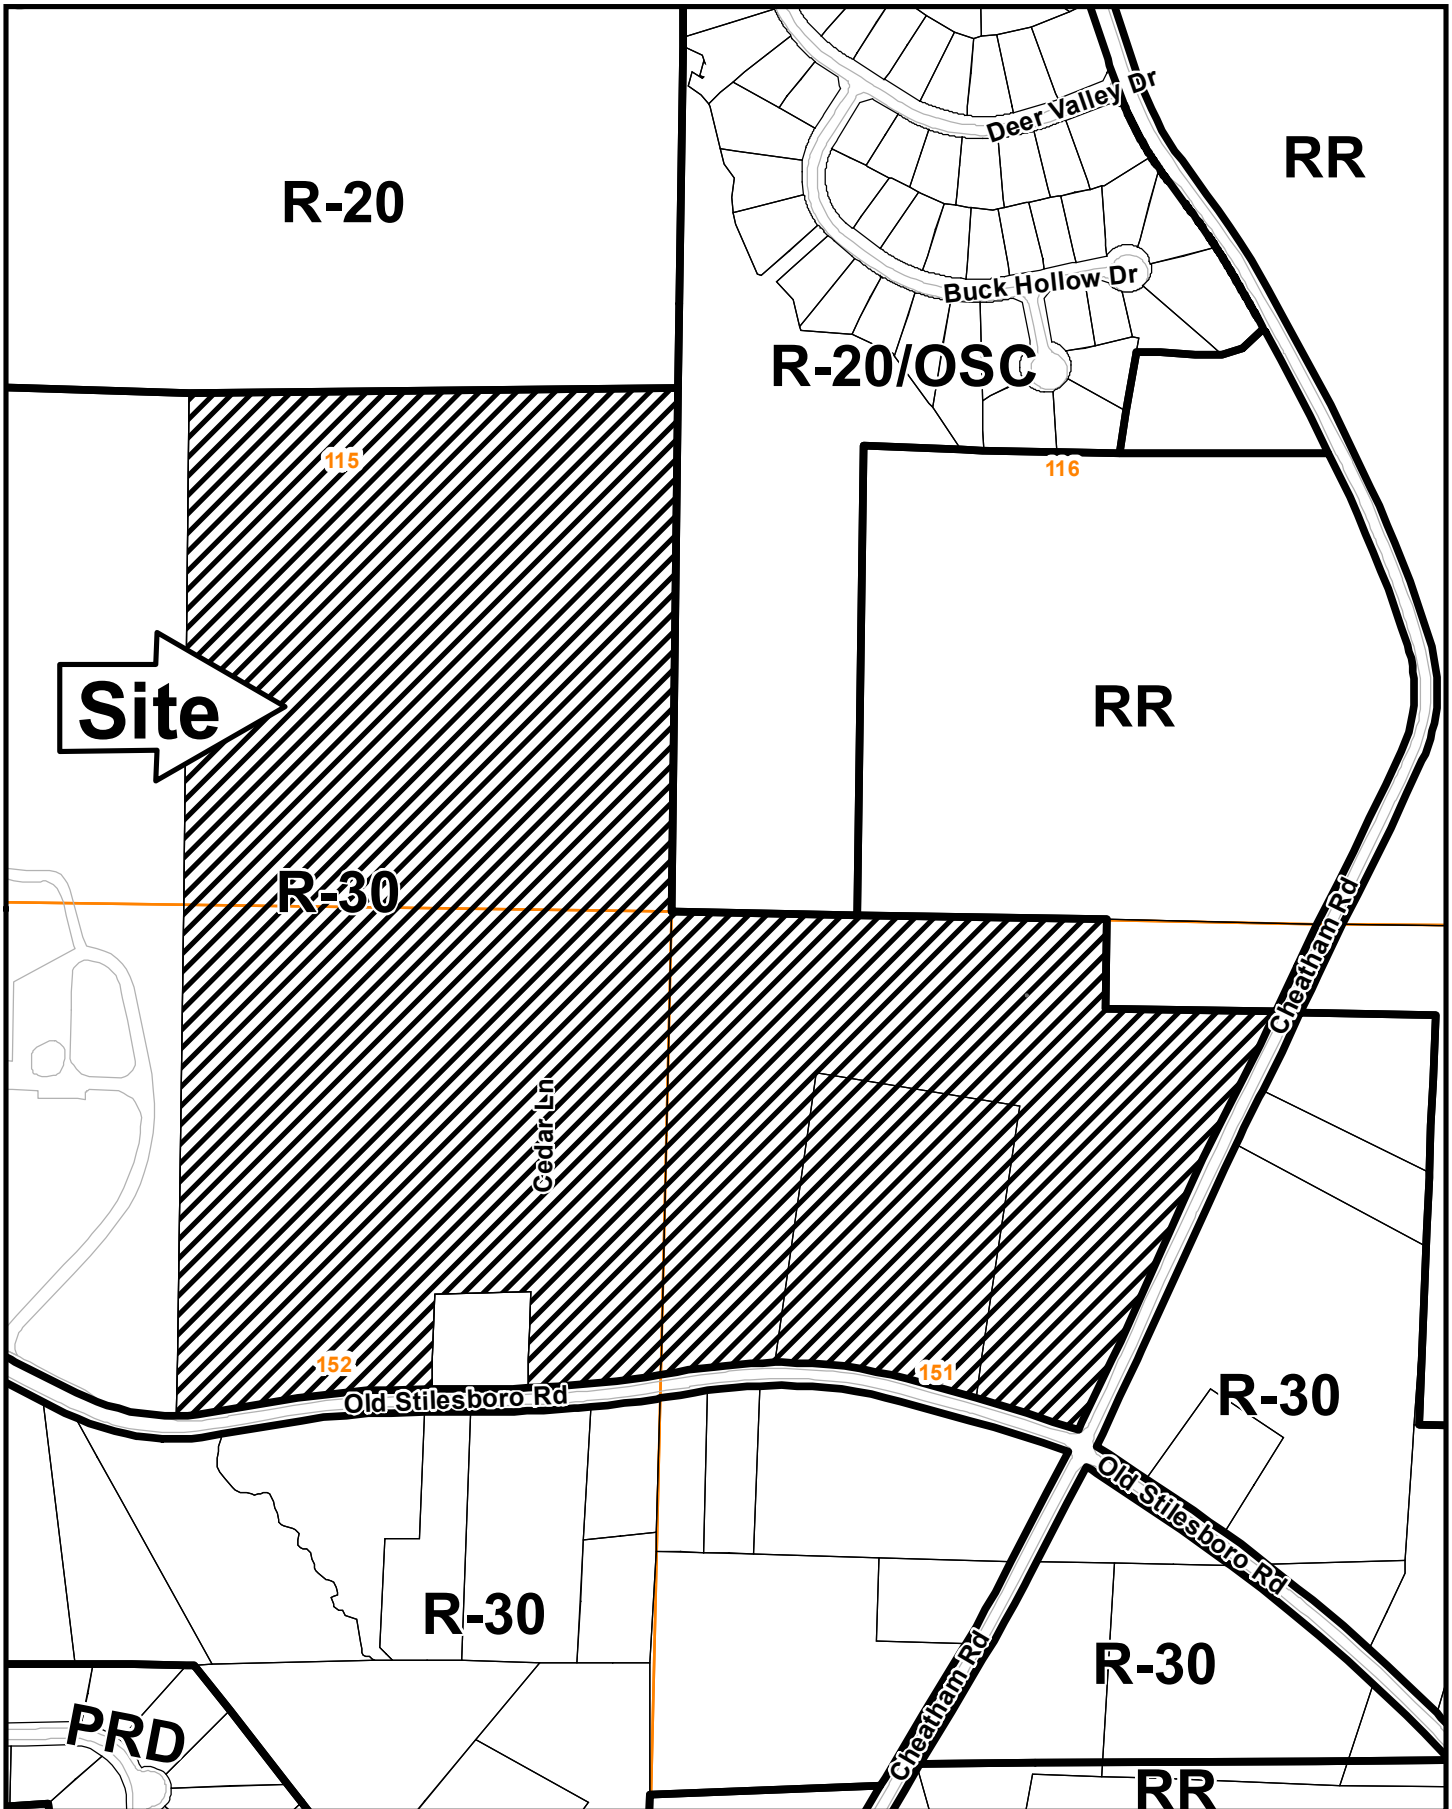 Deer Valley Dr
RR
R-20
Buck Hollow Dr
R-20/OSC
115
116
Site
RR
R-30
Cheatham Rd
Cedar Ln
152
151
Old Stilesboro Rd
R-30
Old Stilesboro Rd
R-30
Cheatham Rd
R-30
PRD
RR